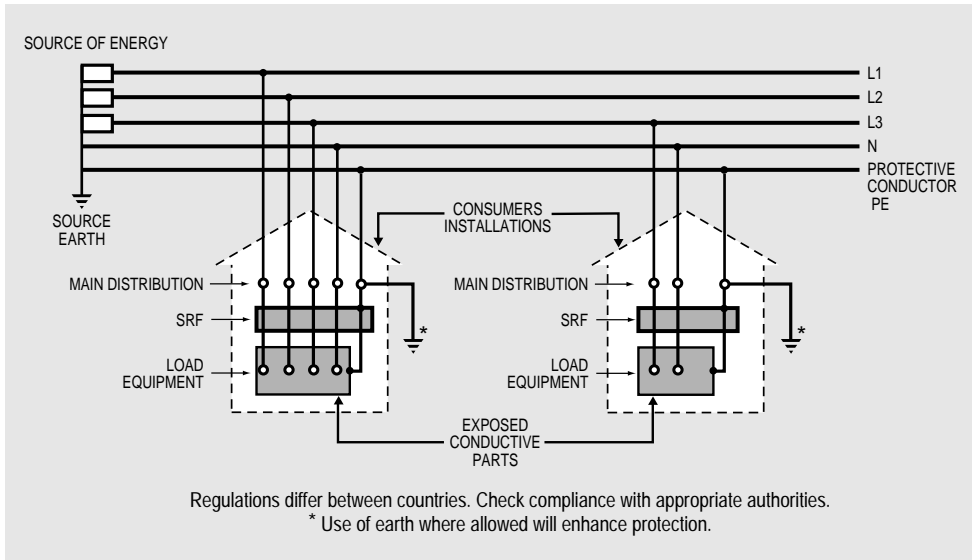 SOURCE OF ENERGY
L1
L2
L3
N
PROTECTIVE
CONDUCTOR
PE
SOURCE
EARTH
CONSUMERS
INSTALLATIONS
MAIN DISTRIBUTION
MAIN DISTRIBUTION
SRF
*
SRF
*
LOAD
EQUIPMENT
LOAD
EQUIPMENT
EXPOSED
CONDUCTIVE
PARTS
Regulations differ between countries. Check compliance with appropriate authorities.
* Use of earth where allowed will enhance protection.